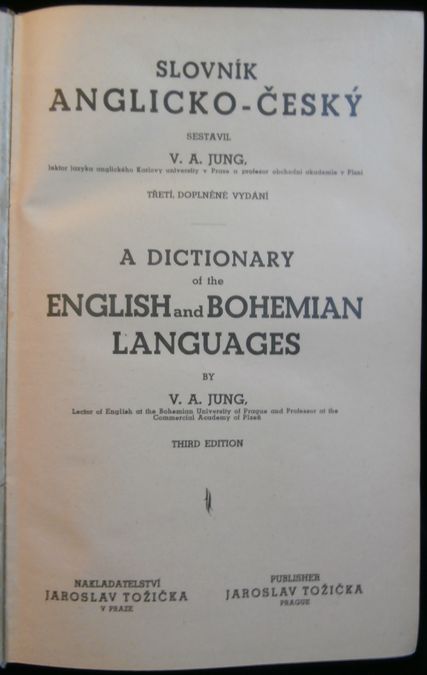 SLOVNÍK
ANGLICKO-ČESKÝ
SESTAVIL
V. A. JUNG,
lektor jazyka anglického Karlovy university v Praze a profesor obchodní akademie v Plzni
TŘETÍ, DOPLNĚNÉ VYDÁNÍ
A DICTIONARY
of the
ENGLISH and BOHEMIAN
LANGUAGES
BY
V. A. JUNG,
Lector of English at the Bohemian University of Prague and Professor at the
Commercial Academy of Plzeň
THIRD EDITION
NAKLADATELSTVÍ
JAROSLAV TOŽIČKA
V PRAZE
PUBLISHER
JAROSLAV TOŽIČKA
PRAGUE